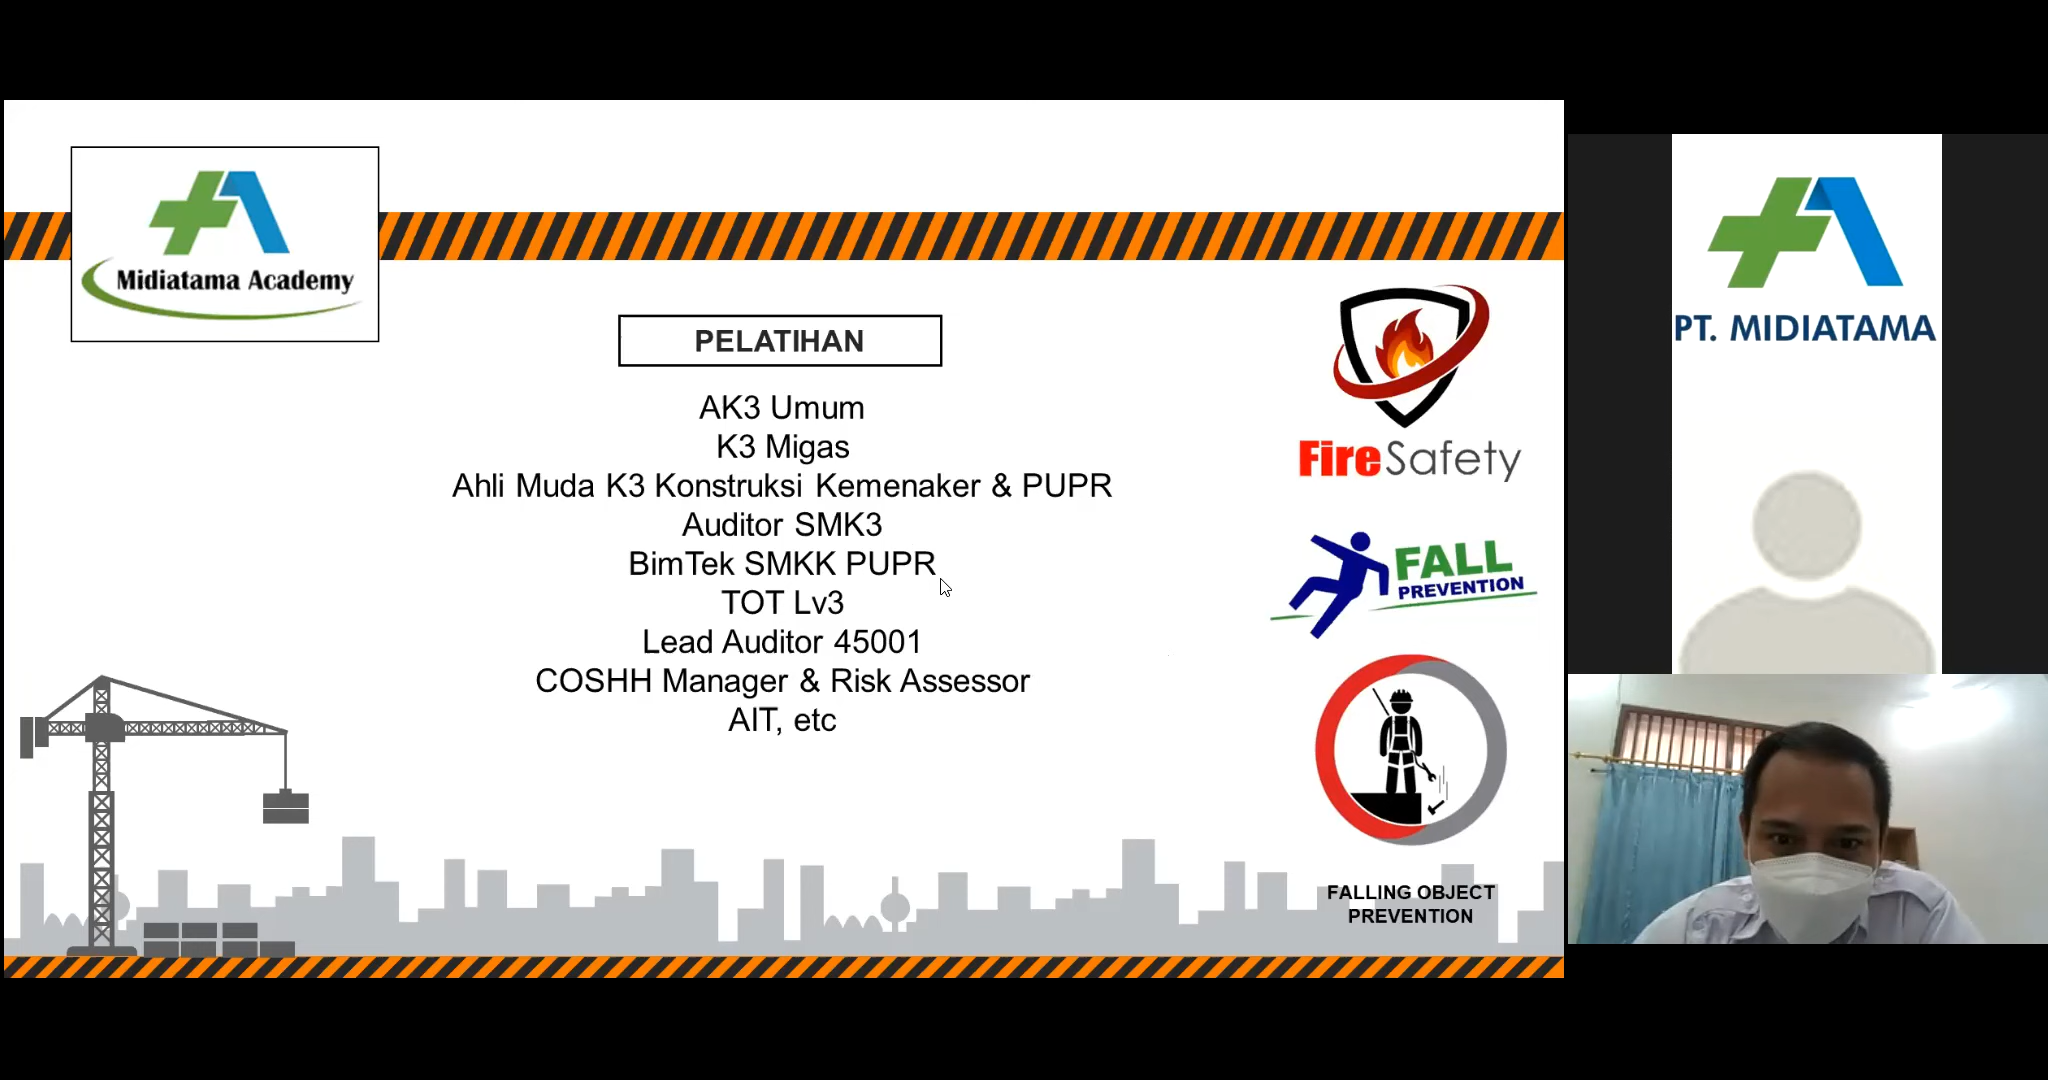 Midiatama Academy
PELATIHAN
AK3 Umum
K3 Migas
Ahli Muda K3 Konstruksi Kemenaker & PUPR
Auditor SMK3
BimTek SMKK PUPR
TOT Lv3
Lead Auditor 45001
COSHH Manager & Risk Assessor
AIT, etc
FireSafety
FALL
PREVENTION
FALLING OBJECT
PREVENTION
PT. MIDIATAMA